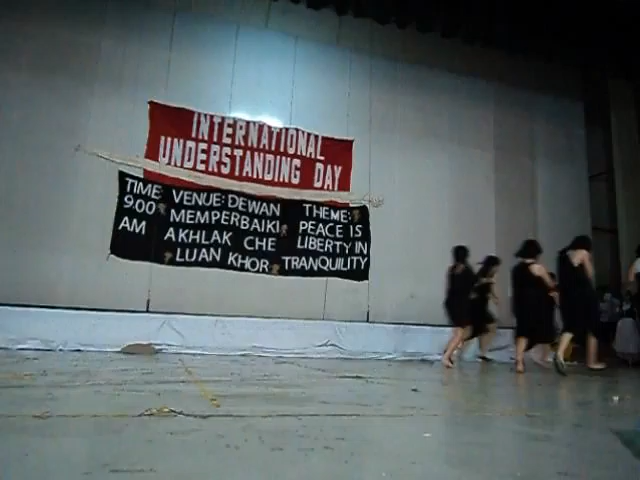 INTERNATIONAL
UNDERSTANDING DAY
TIME:
9.00
AM
VENUE: DEWAN
MEMPERBAIKI
AKHLAK CHE
LUAN KHOR
THEME:
PEACE IS
LIBERTY IN
TRANQUILITY